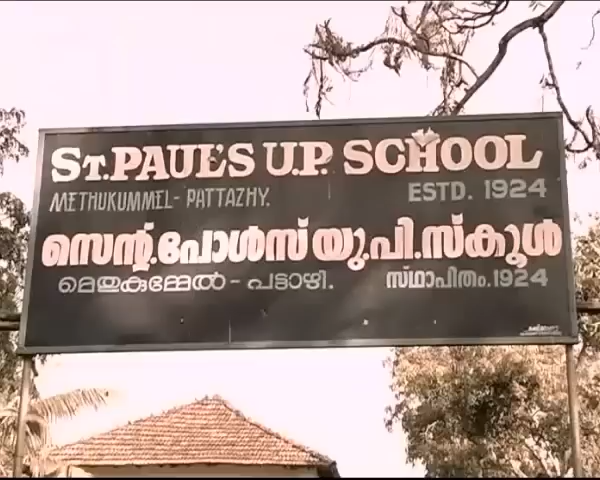 ST. PAUL'S U.P. SCHOOL
METHUKUMMEL - PATTAZHY. ESTD. 1924
സെന്റ്.പോൾസ് യു.പി.സ്കൂൾ
മെതുകുമ്മേൽ - പട്ടാഴി. സ്ഥാപിതം.1924